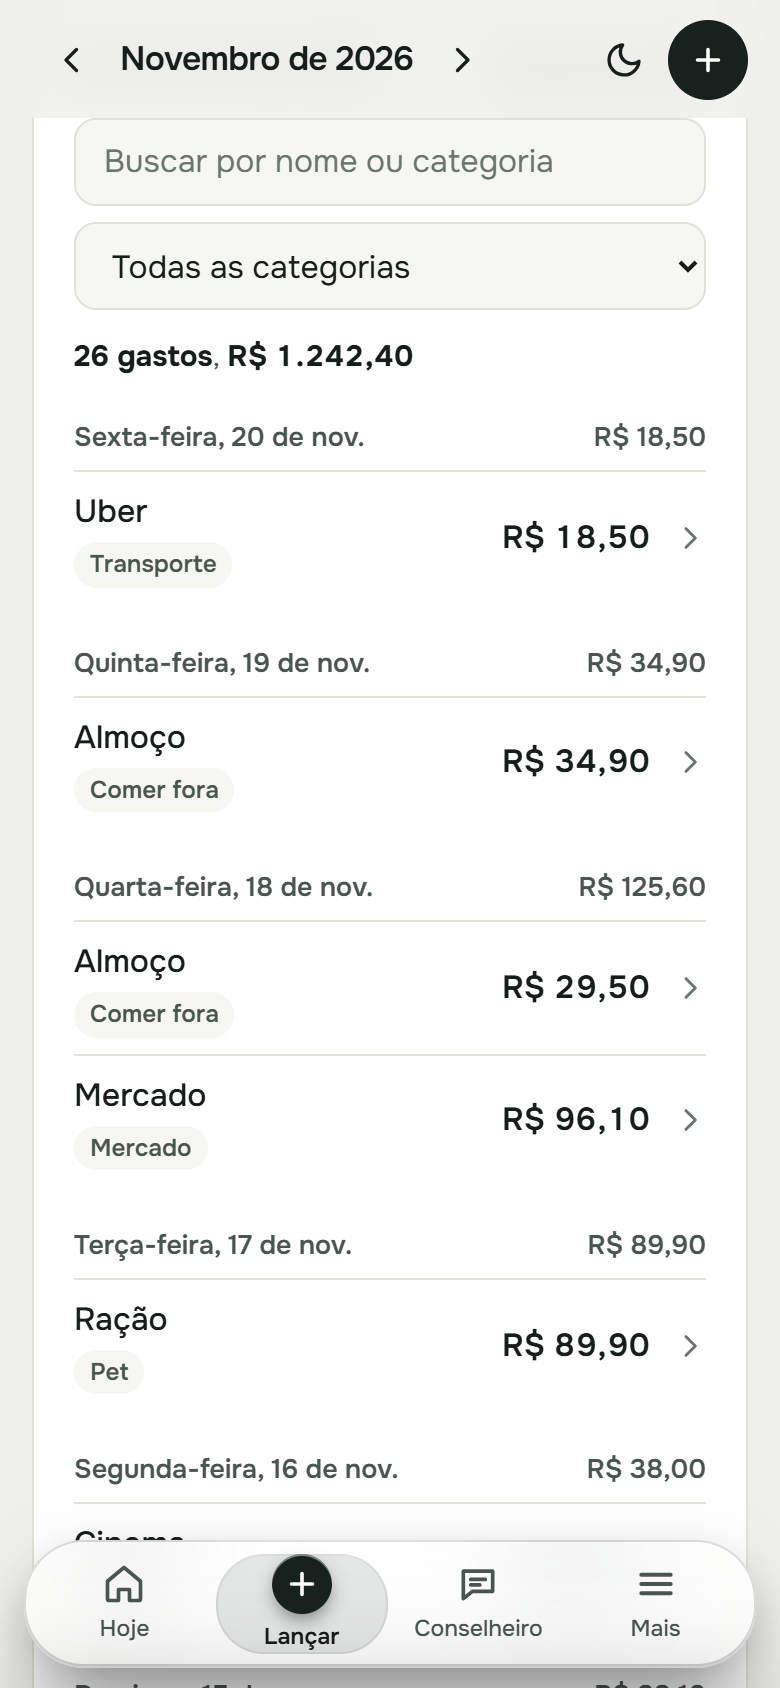 Novembro de 2026
Buscar por nome ou categoria
Todas as categorias
26 gastos, R$ 1.242,40
Sexta-feira, 20 de nov. R$ 18,50
Uber
R$ 18,50
Transporte
Quinta-feira, 19 de nov. R$ 34,90
Almoço
R$ 34,90
Comer fora
Quarta-feira, 18 de nov. R$ 125,60
Almoço
R$ 29,50
Comer fora
Mercado
R$ 96,10
Mercado
Terça-feira, 17 de nov. R$ 89,90
Ração
R$ 89,90
Pet
Segunda-feira, 16 de nov. R$ 38,00
Hoje Lançar Conselheiro Mais